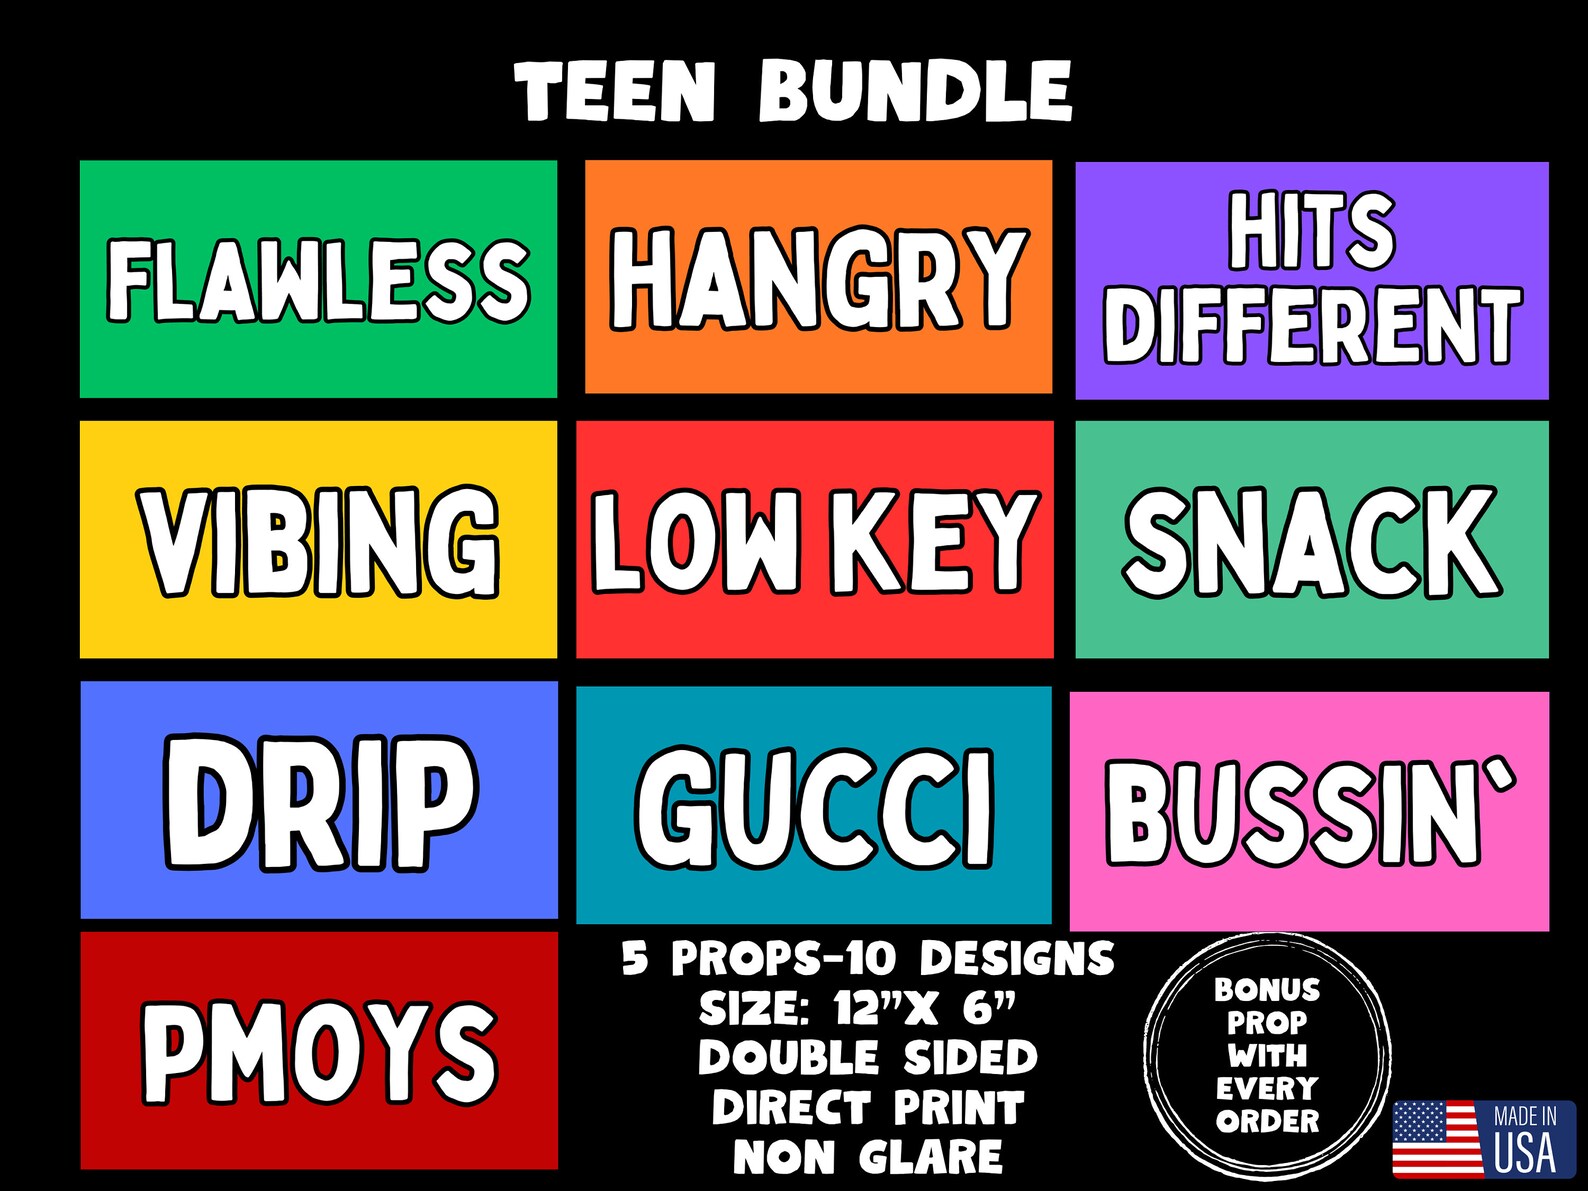 TEEN BUNDLE
FLAWLESS
HANGRY
HITS
DIFFERENT
VIBING
LOW KEY
SNACK
DRIP
GUCCI
BUSSIN`
PMOYS
5 PROPS-10 DESIGNS
SIZE: 12”X 6”
DOUBLE SIDED
DIRECT PRINT
NON GLARE
BONUS
PROP
WITH
EVERY
ORDER
MADE IN
USA